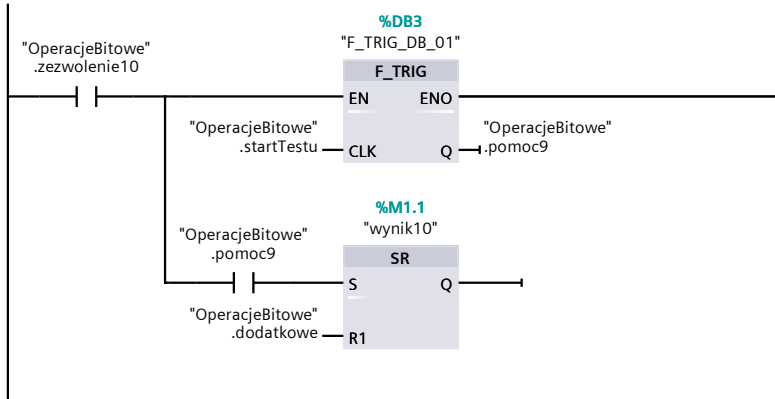 %DB3
"F_TRIG_DB_01"
"OperacjeBitowe"
.zezwolenie10
F_TRIG
EN ENO
"OperacjeBitowe"
.startTestu
CLK Q
"OperacjeBitowe"
.pomoc9
%M1.1
"wynik10"
"OperacjeBitowe"
.pomoc9
SR
S Q
"OperacjeBitowe"
.dodatkowe
R1